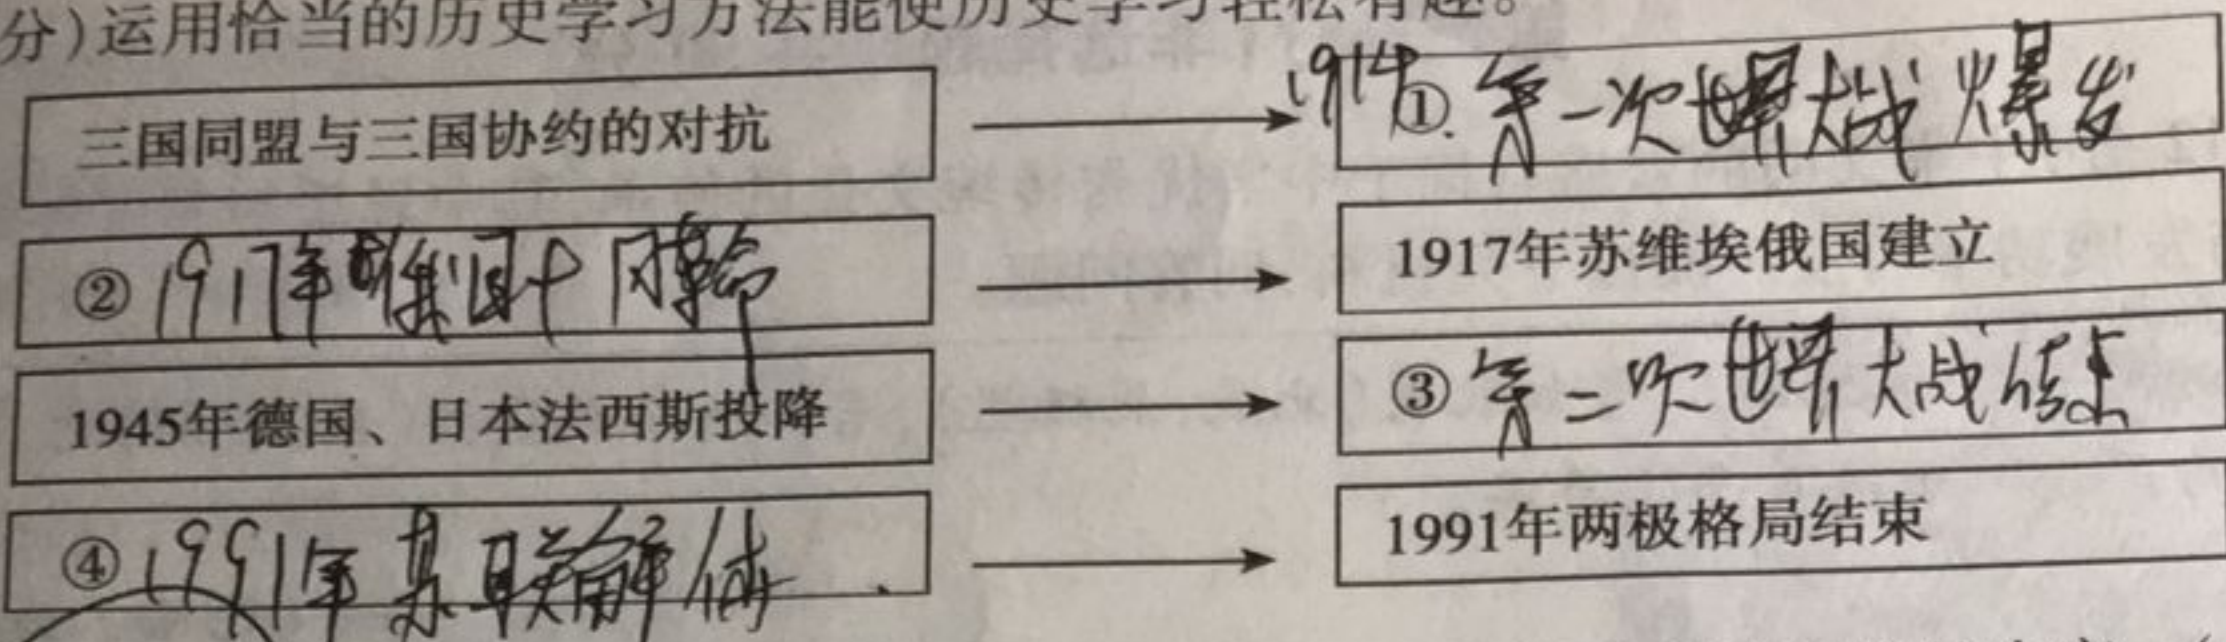 分)运用恰当的历史学习方法能使历史学习轻松有趣。
三国同盟与三国协约的对抗
1914 ①.第一次世界大战爆发
②1917年俄国十月革命
1917年苏维埃俄国建立
1945年德国、日本法西斯投降
③第二次世界大战结束
④1991年苏联解体
1991年两极格局结束